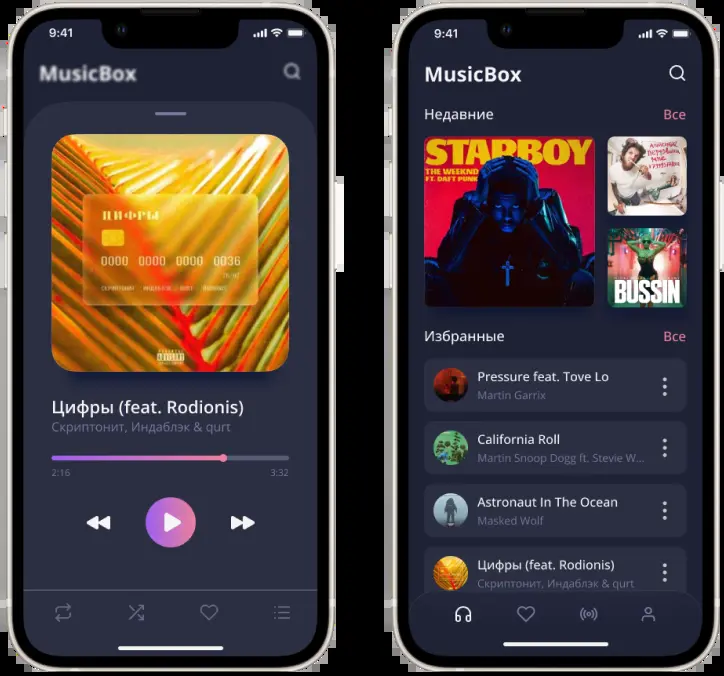 9:41
MusicBox
ЦИФРЫ
0000 0000 0000 0036
СКРИПТОНИТ ИНДАБЛЭК
Цифры (feat. Rodionis)
Скриптонит, Индаблэк & qurt
2:16
3:32
9:41
MusicBox
Недавние
Все
STARBOY
THE WEEKND
FT. DAFT PUNK
BUSSIN
Избранные
Все
Pressure feat. Tove Lo
Martin Garrix
California Roll
Martin Snoop Dogg ft. Stevie W...
Astronaut In The Ocean
Masked Wolf
Цифры (feat. Rodionis)
Скриптонит, Индаблэк & qurt